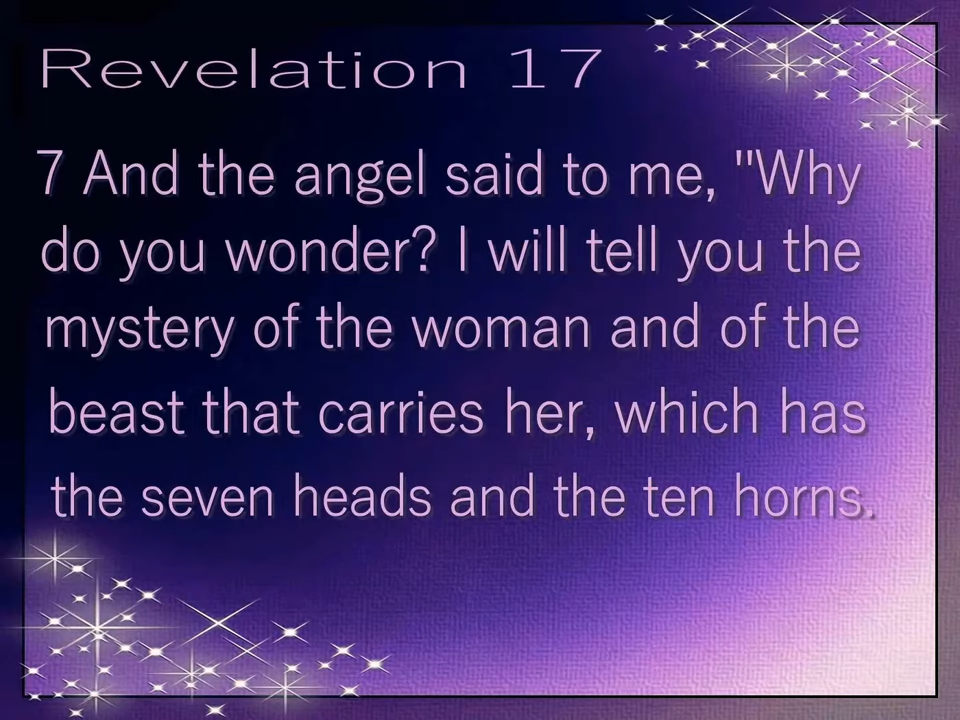 Revelation 17
7 And the angel said to me, "Why
do you wonder? I will tell you the
mystery of the woman and of the
beast that carries her, which has
the seven heads and the ten horns.